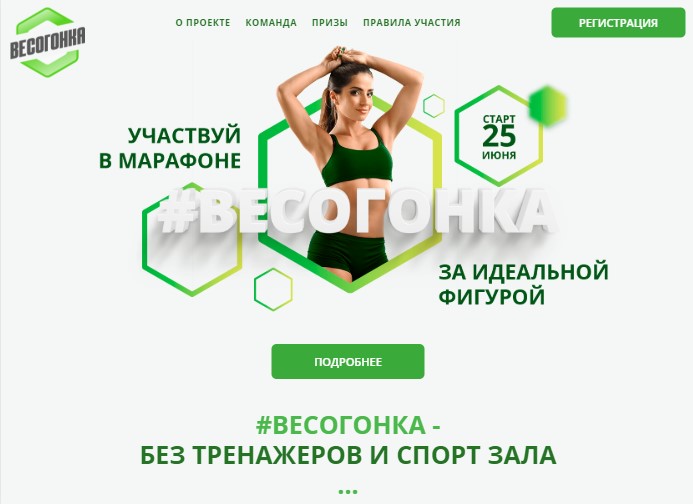 ВЕСОГОНКА
О ПРОЕКТЕ КОМАНДА ПРИЗЫ ПРАВИЛА УЧАСТИЯ
РЕГИСТРАЦИЯ
УЧАСТВУЙ
В МАРАФОНЕ
СТАРТ
25
ИЮНЯ
#ВЕСОГОНКА
ЗА ИДЕАЛЬНОЙ
ФИГУРОЙ
ПОДРОБНЕЕ
#ВЕСОГОНКА -
БЕЗ ТРЕНАЖЕРОВ И СПОРТ ЗАЛА
...